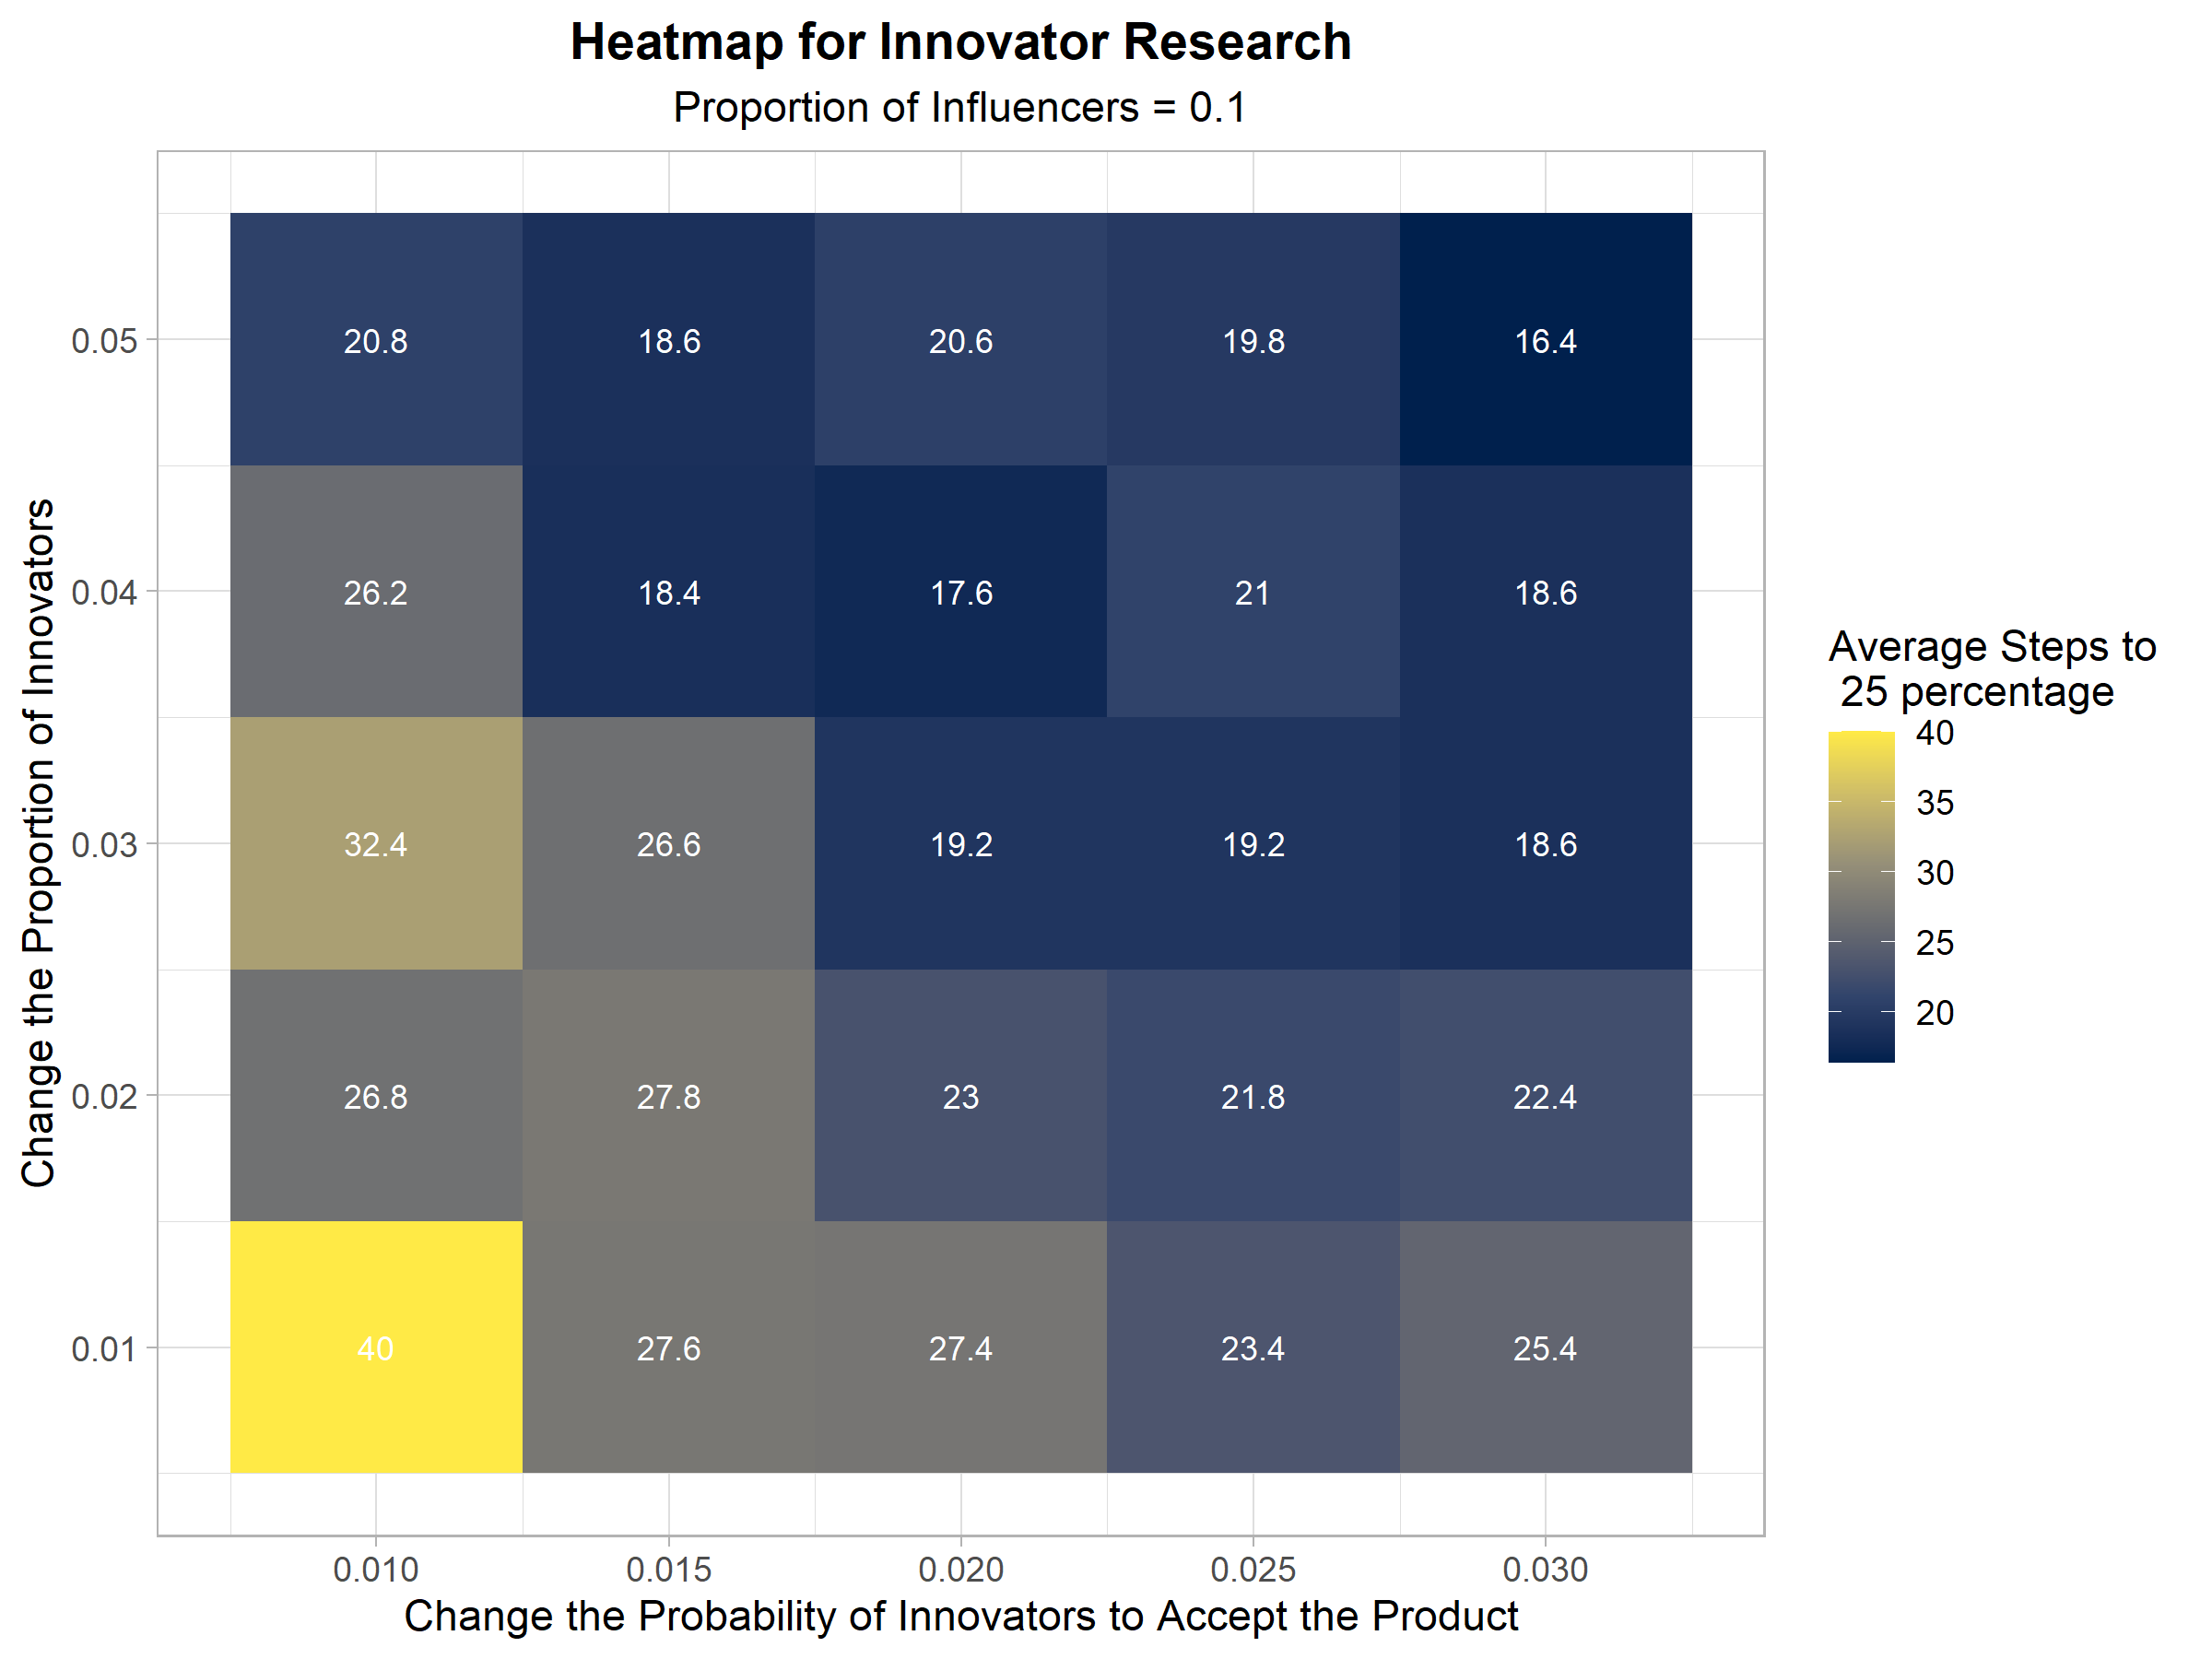 Heatmap for Innovator Research
Proportion of Influencers = 0.1
Change the Proportion of Innovators
0.05
20.8 18.6 20.6 19.8 16.4
0.04
26.2 18.4 17.6 21 18.6
0.03
32.4 26.6 19.2 19.2 18.6
0.02
26.8 27.8 23 21.8 22.4
0.01
40 27.6 27.4 23.4 25.4
0.010 0.015 0.020 0.025 0.030
Change the Probability of Innovators to Accept the Product
Average Steps to
25 percentage
40
35
30
25
20